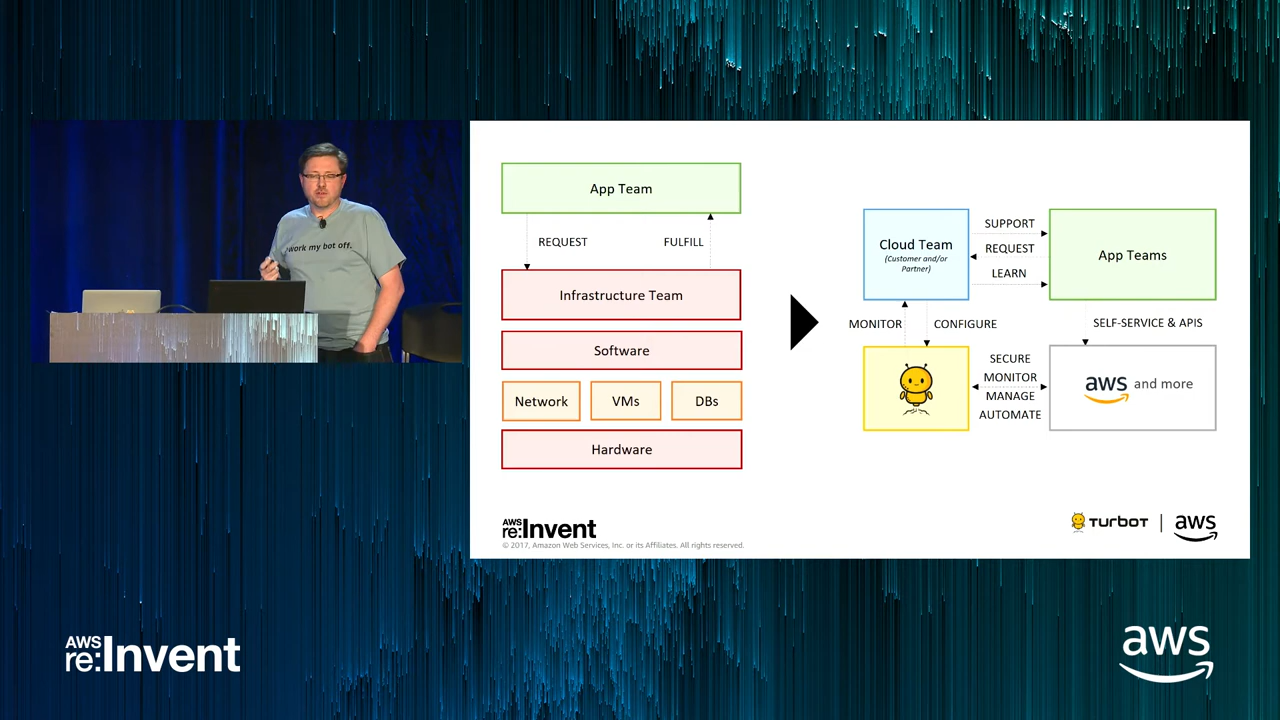 work my bot off.
App Team
REQUEST
FULFILL
Infrastructure Team
Software
Network
VMs
DBs
Hardware
Cloud Team
(Customer and/or
Partner)
SUPPORT
REQUEST
LEARN
App Teams
MONITOR
CONFIGURE
SELF-SERVICE & APIS
SECURE
MONITOR
MANAGE
AUTOMATE
aws and more
AWS
re:Invent
© 2017, Amazon Web Services, Inc. or its Affiliates. All rights reserved.
TURBOT | aws
AWS
re:Invent
aws